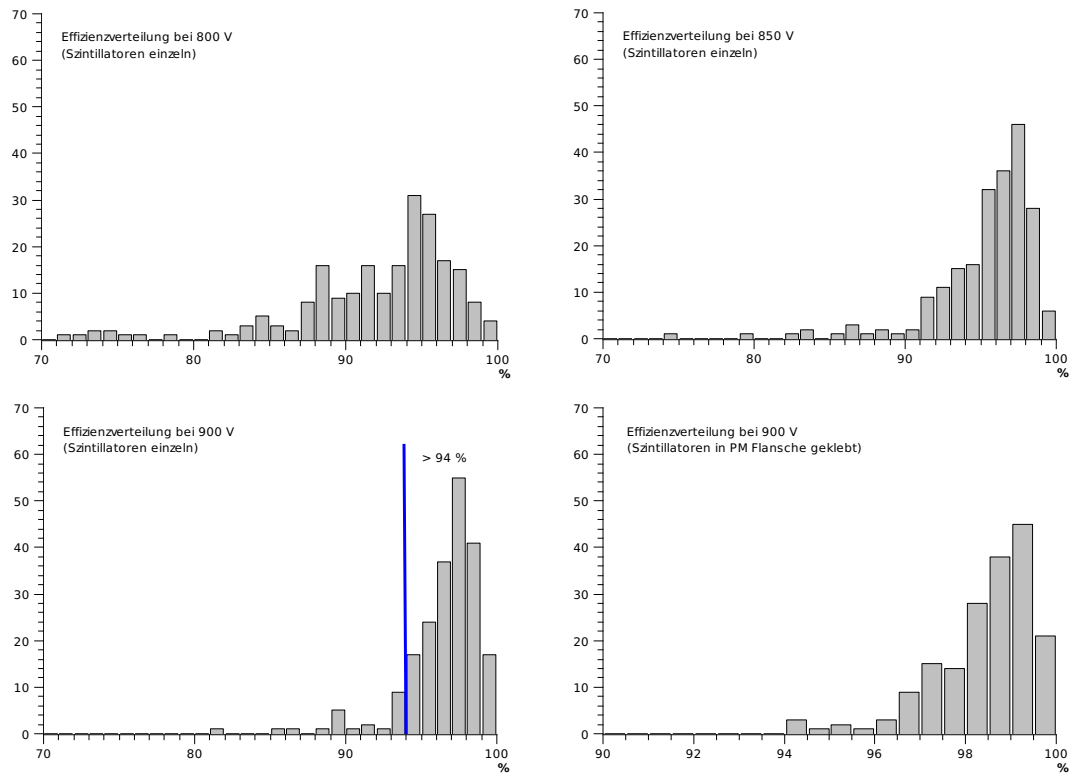 Effizienzverteilung bei 800 V
(Szintillatoren einzeln)
70
60
50
40
30
20
10
0
70 80 90 100
%
Effizienzverteilung bei 850 V
(Szintillatoren einzeln)
70
60
50
40
30
20
10
0
70 80 90 100
%
Effizienzverteilung bei 900 V
(Szintillatoren einzeln)
> 94 %
70
60
50
40
30
20
10
0
70 80 90 100
%
Effizienzverteilung bei 900 V
(Szintillatoren in PM Flansche geklebt)
70
60
50
40
30
20
10
0
90 92 94 96 98 100
%